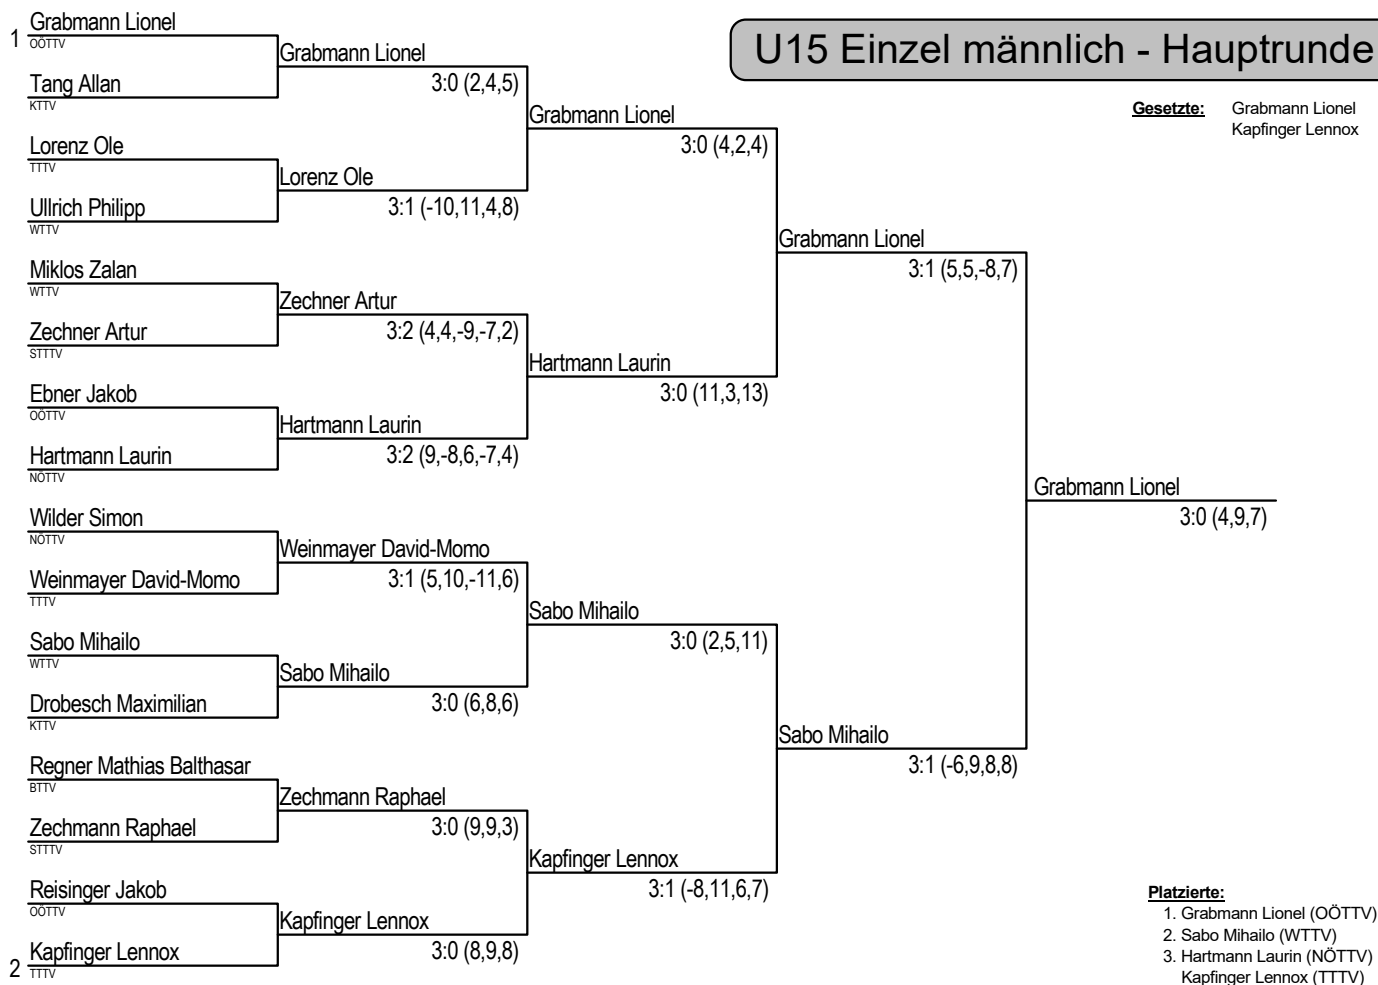 U15 Einzel männlich - Hauptrunde
Gesetzte: Grabmann Lionel
Kapfinger Lennox
1
Grabmann Lionel
OÖTTV
Tang Allan
KTTV
Lorenz Ole
TTTV
Ullrich Philipp
WTTV
Miklos Zalan
WTTV
Zechner Artur
STTTV
Ebner Jakob
OÖTTV
Hartmann Laurin
NÖTTV
Wilder Simon
NÖTTV
Weinmayer David-Momo
TTTV
Sabo Mihailo
WTTV
Drobesch Maximilian
KTTV
Regner Mathias Balthasar
BTTV
Zechmann Raphael
STTTV
Reisinger Jakob
OÖTTV
2
Kapfinger Lennox
TTTV
Grabmann Lionel
3:0 (2,4,5)
Lorenz Ole
3:1 (-10,11,4,8)
Zechner Artur
3:2 (4,4,-9,-7,2)
Hartmann Laurin
3:2 (9,-8,6,-7,4)
Weinmayer David-Momo
3:1 (5,10,-11,6)
Sabo Mihailo
3:0 (6,8,6)
Zechmann Raphael
3:0 (9,9,3)
Kapfinger Lennox
3:0 (8,9,8)
Grabmann Lionel
3:0 (4,2,4)
Hartmann Laurin
3:0 (11,3,13)
Sabo Mihailo
3:0 (2,5,11)
Kapfinger Lennox
3:1 (-8,11,6,7)
Grabmann Lionel
3:1 (5,5,-8,7)
Sabo Mihailo
3:1 (-6,9,8,8)
Grabmann Lionel
3:0 (4,9,7)
Platzierte:
1. Grabmann Lionel (OÖTTV)
2. Sabo Mihailo (WTTV)
3. Hartmann Laurin (NÖTTV)
Kapfinger Lennox (TTTV)